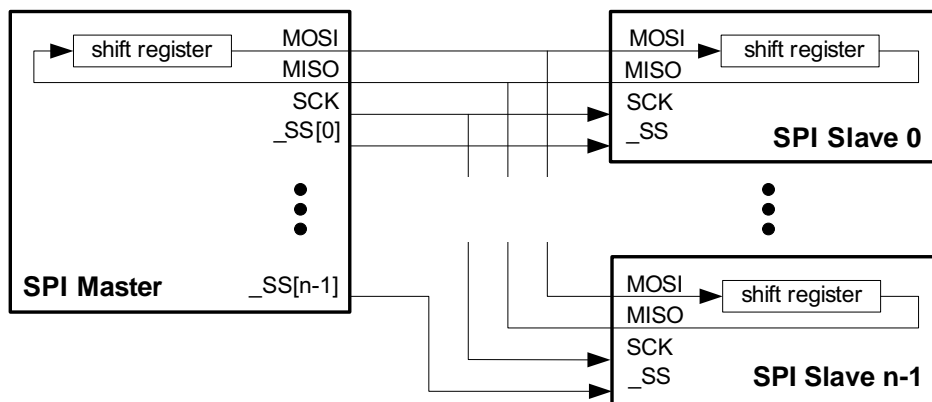 shift register
MOSI
MISO
SCK
_SS[0]
SPI Master
_SS[n-1]
MOSI
shift register
MISO
SCK
_SS
SPI Slave 0
MOSI
shift register
MISO
SCK
_SS
SPI Slave n-1